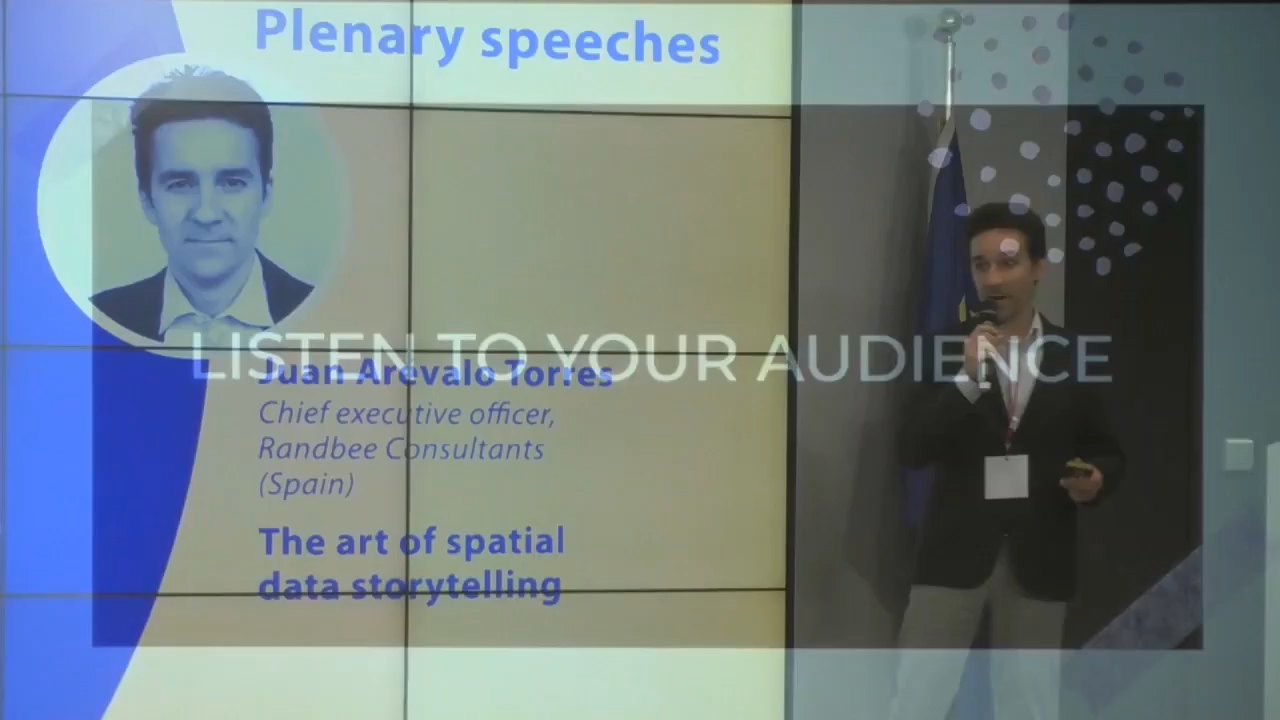 Plenary speeches
LISTEN TO YOUR AUDIENCE
Juan Arévalo Torres
Chief executive officer,
Randbee Consultants
(Spain)
The art of spatial
data storytelling